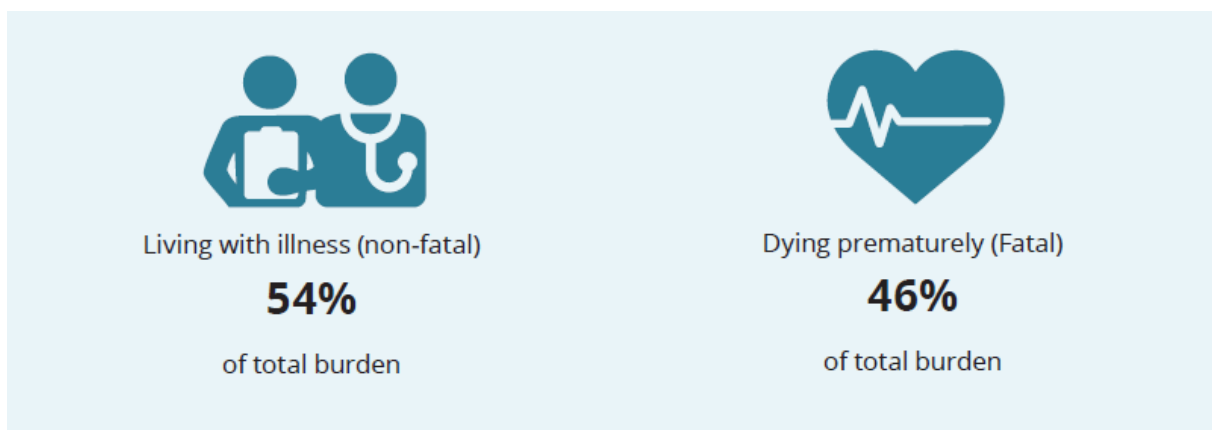 Living with illness (non-fatal)
54%
of total burden
Dying prematurely (Fatal)
46%
of total burden